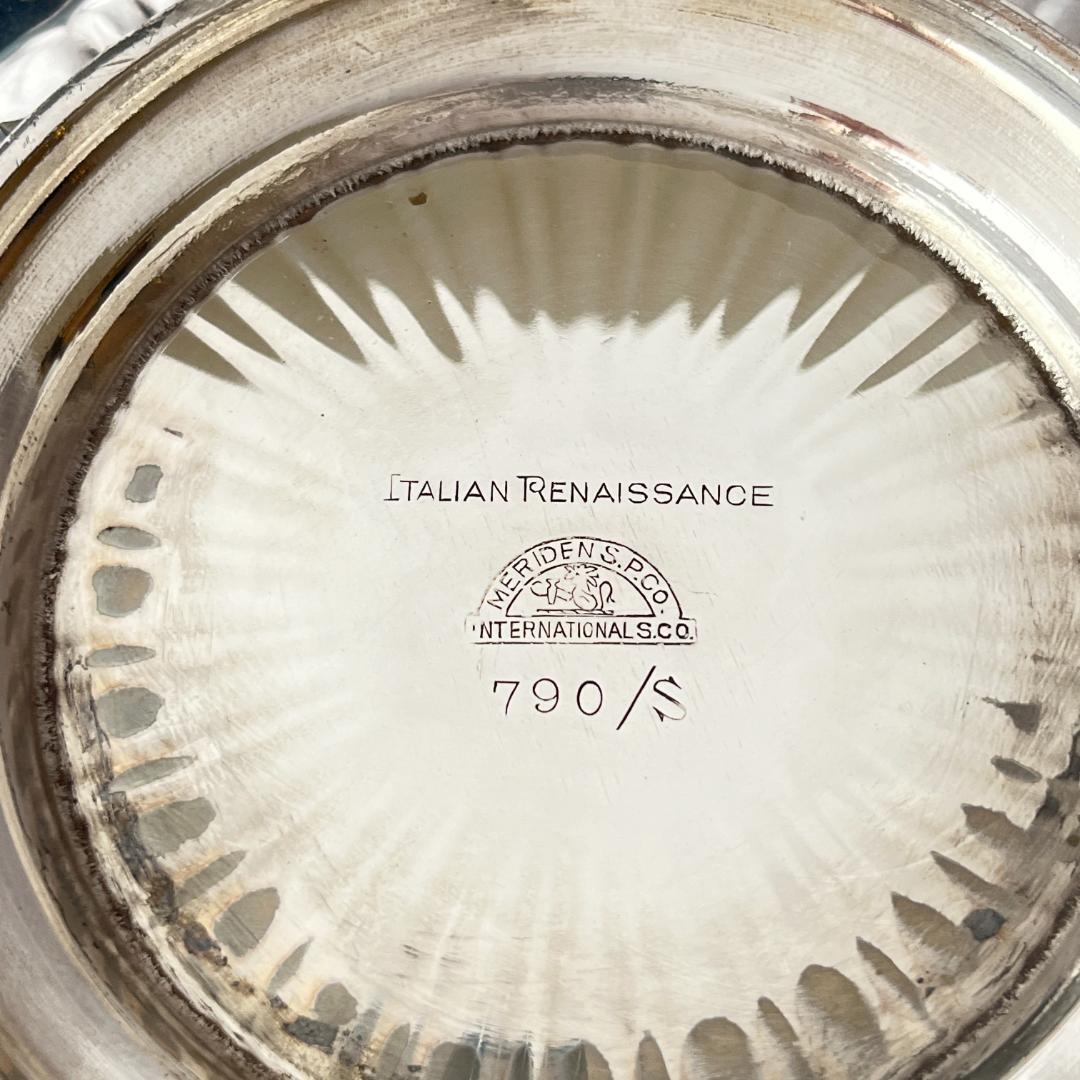 ITALIAN RENAISSANCE
MERIDEN S.P.CO.
INTERNATIONAL S.CO.
790/S